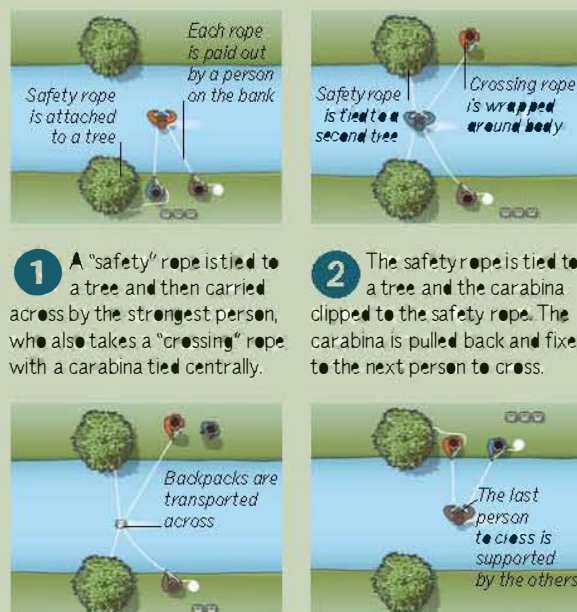 Each rope
is paid out
by a person
on the bank
Safety rope
is attached
to a tree
Safety rope
is tied to a
second tree
Crossing rope
is wrapped
around body
1 A "safety" rope is tied to
a tree and then carried
across by the strongest person,
who also takes a "crossing" rope
with a carabina tied centrally.
2 The safety rope is tied to
a tree and the carabina
clipped to the safety rope. The
carabina is pulled back and fixe
to the next person to cross.
Backpacks are
transported
across
The last
person
to cross is
supported
by the others